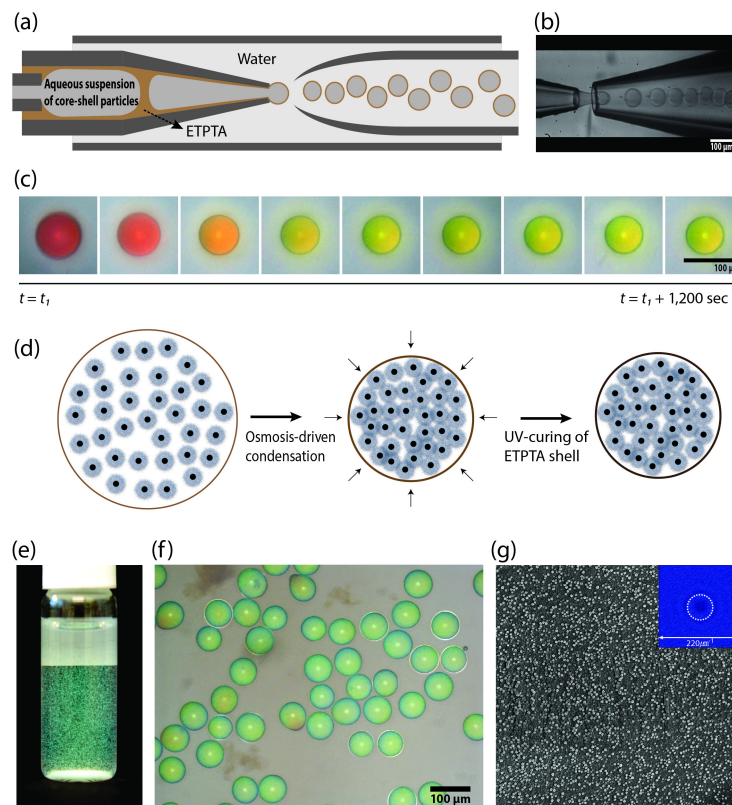 (a)
Water
Aqueous suspension
of core-shell particles
ETPTA
(b)
100 µm
(c)
100 µ
t = t₁
t = t₁ + 1,200 sec
(d)
Osmosis-driven
condensation
UV-curing of
ETPTA shell
(e)
(f)
100 µm
(g)
220µm⁻¹